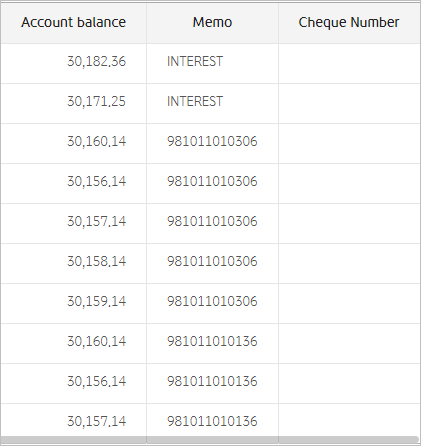 Account balance Memo Cheque Number
30,182.36 INTEREST
30,171.25 INTEREST
30,160.14 981011010306
30,156.14 981011010306
30,157.14 981011010306
30,158.14 981011010306
30,159.14 981011010306
30,160.14 981011010136
30,156.14 981011010136
30,157.14 981011010136